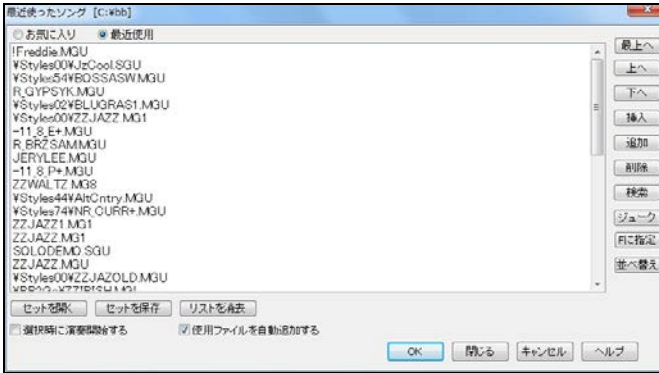 最近使ったソング [C:¥bb]
お気に入り 最近使用
!Freddie.MGU
¥Styles00¥JzCool.SGU
¥Styles54¥BOSSASW.MGU
R_GYPSYK.MGU
¥Styles02¥BLUGRAS1.MGU
¥Styles00¥ZZJAZZ.MG1
-11_8_E+.MGU
R_BRZSAM.MGU
JERYLEE.MGU
-11_8_P+.MGU
ZZWALTZ.MG8
¥Styles44¥AltCntry.MGU
¥Styles74¥NR_CURR+.MGU
ZZJAZZ1.MG1
ZZJAZZ.MG1
SOLODEMO.SGU
ZZJAZZ.MGU
¥Styles00¥ZZJAZOLD.MGU
最上へ
上へ
下へ
挿入
追加
削除
検索
ジューク
Fに指定
並べ替え
セットを開く セットを保存 リストを消去
選択時に演奏開始する 使用ファイルを自動追加する
OK 閉じる キャンセル ヘルプ